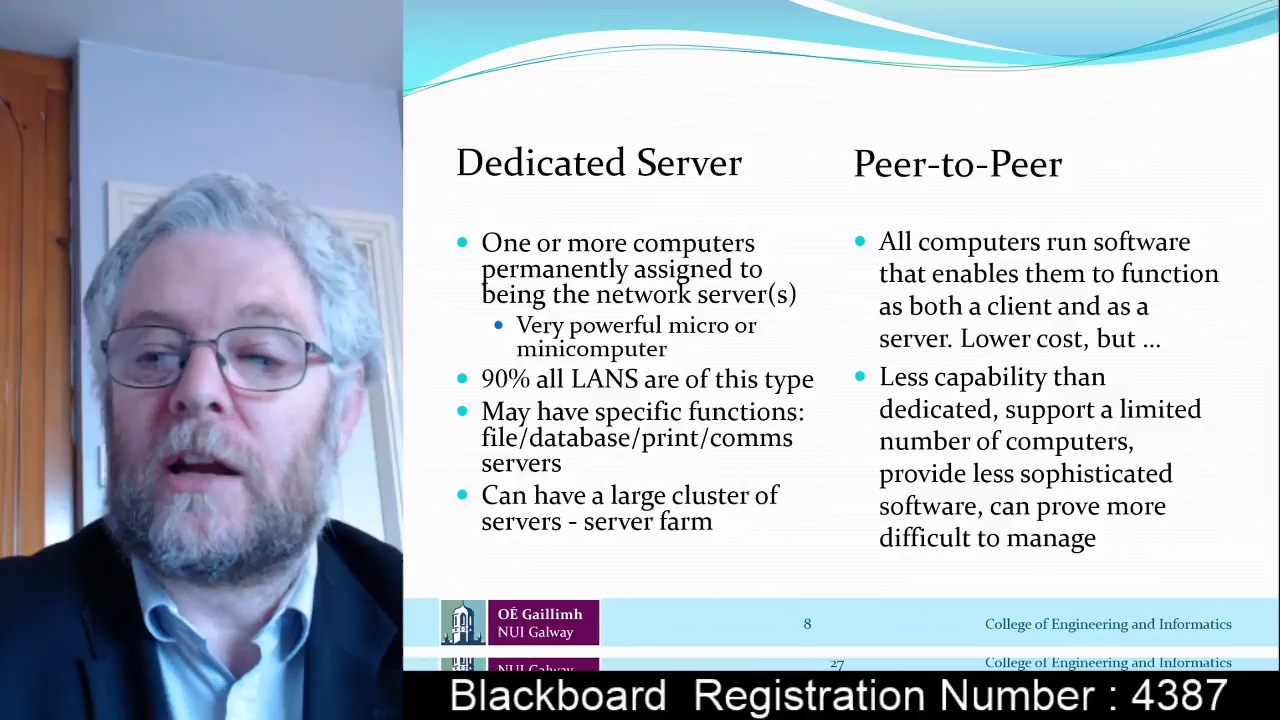 Dedicated Server
One or more computers
permanently assigned to
being the network server(s)
Very powerful micro or
minicomputer
90% all LANS are of this type
May have specific functions:
file/database/print/comms
servers
Can have a large cluster of
servers - server farm
Peer-to-Peer
All computers run software
that enables them to function
as both a client and as a
server. Lower cost, but ...
Less capability than
dedicated, support a limited
number of computers,
provide less sophisticated
software, can prove more
difficult to manage
OÉ Gaillimh
NUI Galway
8
College of Engineering and Informatics
NUI Galway
27
College of Engineering and Informatics
Blackboard Registration Number : 4387